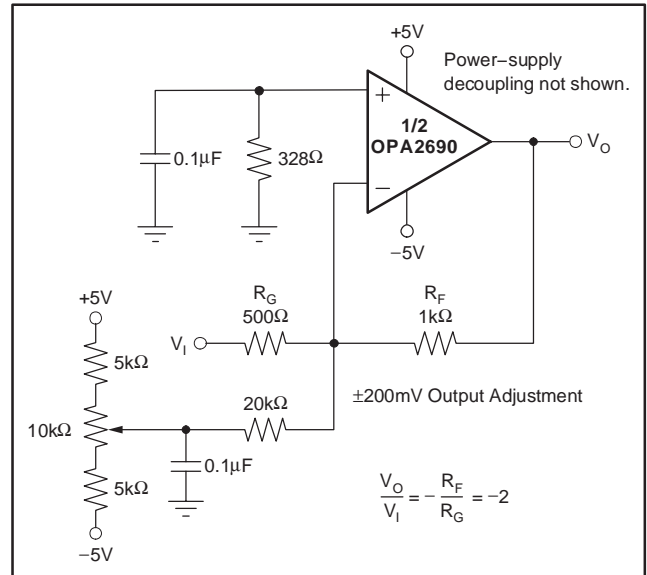 +5V
Power−supply
decoupling not shown.
+
1/2
OPA2690
−
V_O
0.1µF
328Ω
−5V
R_G
500Ω
R_F
1kΩ
+5V
V_I
5kΩ
20kΩ
±200mV Output Adjustment
10kΩ
0.1µF
5kΩ
−5V
V_O/V_I = − R_F/R_G = −2